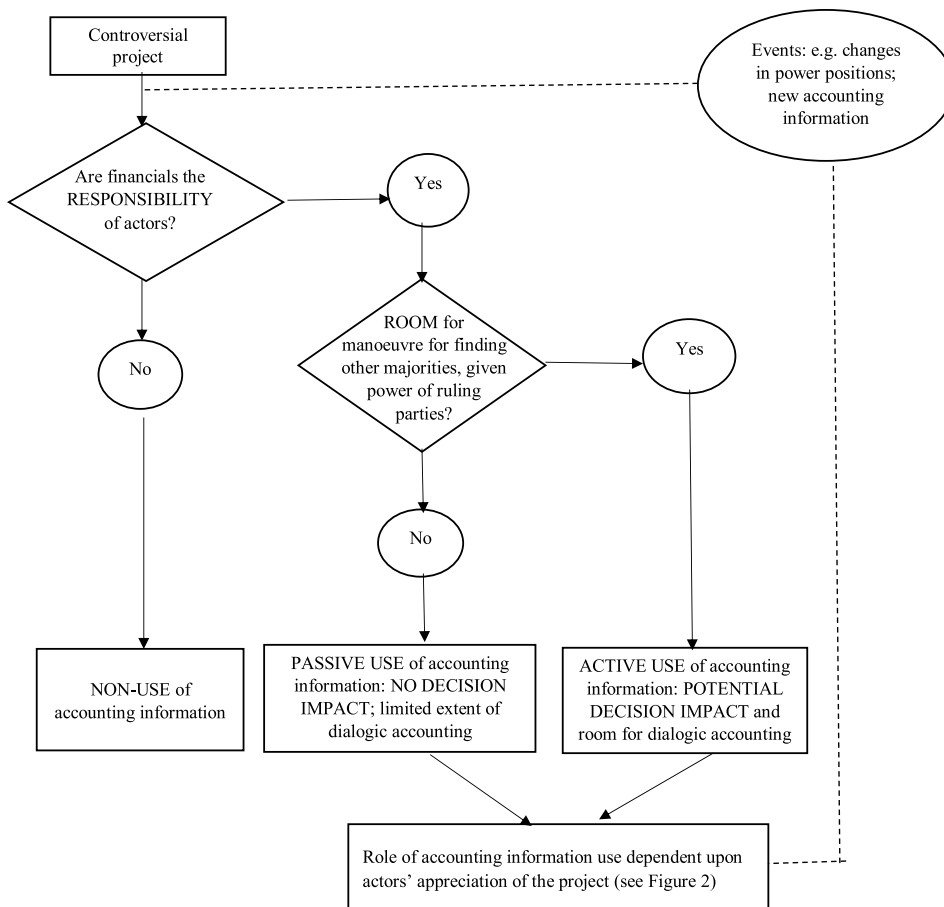 Controversial
project
Events: e.g. changes
in power positions;
new accounting
information
Are financials the
RESPONSIBILITY
of actors?
Yes
ROOM for
manoeuvre for finding
other majorities, given
power of ruling
parties?
Yes
No
No
NON-USE of
accounting information
PASSIVE USE of accounting
information: NO DECISION
IMPACT; limited extent of
dialogic accounting
ACTIVE USE of accounting
information: POTENTIAL
DECISION IMPACT and
room for dialogic accounting
Role of accounting information use dependent upon
actors’ appreciation of the project (see Figure 2)